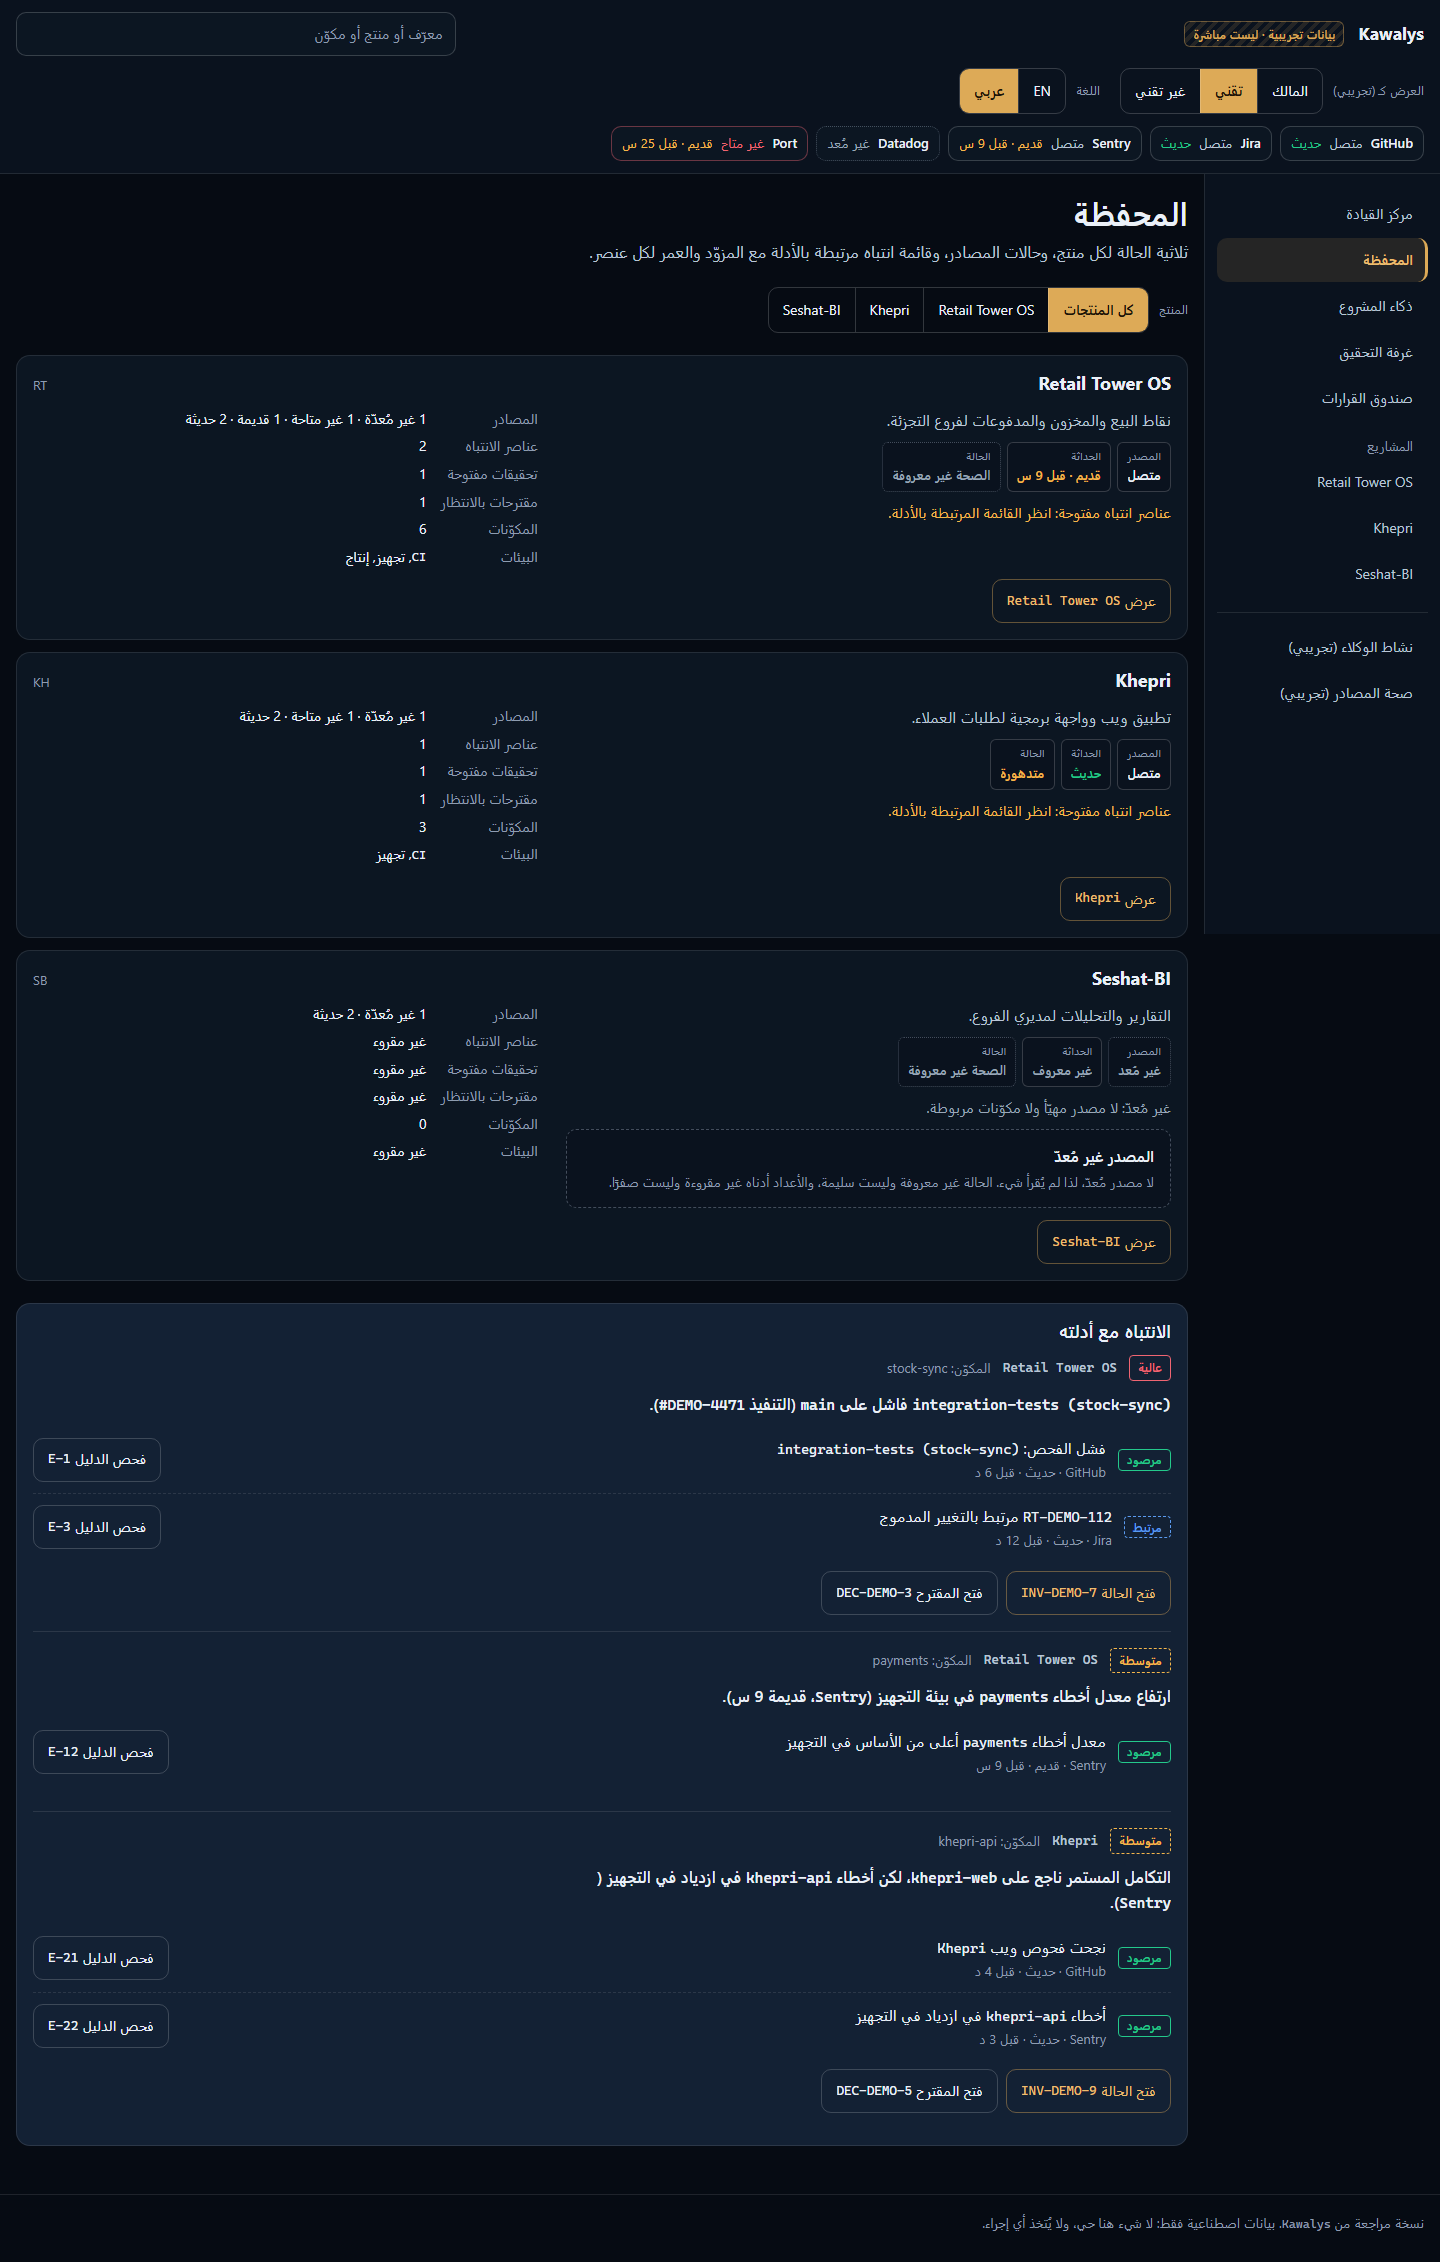 Kawalys
بيانات تجريبية · ليست مباشرة
معرّف أو منتج أو مكوّن
العرض كـ (تجريبي)
المالك
تقني
غير تقني
اللغة
EN
عربي
GitHub متصل حديث
Jira متصل حديث
Sentry متصل قديم · قبل 9 س
Datadog غير مُعد
Port غير متاح قديم · قبل 25 س
مركز القيادة
المحفظة
ذكاء المشروع
غرفة التحقيق
صندوق القرارات
المشاريع
Retail Tower OS
Khepri
Seshat-BI
نشاط الوكلاء (تجريبي)
صحة المصادر (تجريبي)
المحفظة
ثلاثية الحالة لكل منتج، وحالات المصادر، وقائمة انتباه مرتبطة بالأدلة مع المزوّد والعمر لكل عنصر.
المنتج
كل المنتجات
Retail Tower OS
Khepri
Seshat-BI
Retail Tower OS
RT
نقاط البيع والمخزون والمدفوعات لفروع التجزئة.
المصدر
متصل
الحداثة
قديم · قبل 9 س
الحالة
الصحة غير معروفة
عناصر انتباه مفتوحة: انظر القائمة المرتبطة بالأدلة.
المصادر 1 غير مُعدّة · 1 غير متاحة · 1 قديمة · 2 حديثة
عناصر الانتباه 2
تحقيقات مفتوحة 1
مقترحات بالانتظار 1
المكوّنات 6
البيئات CI, تجهيز, إنتاج
عرض Retail Tower OS
Khepri
KH
تطبيق ويب وواجهة برمجية لطلبات العملاء.
المصدر
متصل
الحداثة
حديث
الحالة
متدهورة
عناصر انتباه مفتوحة: انظر القائمة المرتبطة بالأدلة.
المصادر 1 غير مُعدّة · 1 غير متاحة · 2 حديثة
عناصر الانتباه 1
تحقيقات مفتوحة 1
مقترحات بالانتظار 1
المكوّنات 3
البيئات CI, تجهيز
عرض Khepri
Seshat-BI
SB
التقارير والتحليلات لمديري الفروع.
المصدر
غير مُعد
الحداثة
غير معروف
الحالة
الصحة غير معروفة
غير مُعدّ: لا مصدر مهيّأ ولا مكوّنات مربوطة.
المصدر غير مُعدّ
لا مصدر مُعدّ، لذا لم يُقرأ شيء. الحالة غير معروفة وليست سليمة، والأعداد أدناه غير مقروءة وليست صفرًا.
المصادر 1 غير مُعدّة · 2 حديثة
عناصر الانتباه غير مقروء
تحقيقات مفتوحة غير مقروء
مقترحات بالانتظار غير مقروء
المكوّنات 0
البيئات غير مقروء
عرض Seshat-BI
الانتباه مع أدلته
عالية Retail Tower OS المكوّن: stock-sync
integration-tests (stock-sync) فاشل على main (التنفيذ DEMO-4471#).
مرصود
فشل الفحص: integration-tests (stock-sync)
GitHub · حديث · قبل 6 د
فحص الدليل E-1
مرتبط
RT-DEMO-112 مرتبط بالتغيير المدموج
Jira · حديث · قبل 12 د
فحص الدليل E-3
فتح الحالة INV-DEMO-7
فتح المقترح DEC-DEMO-3
متوسطة Retail Tower OS المكوّن: payments
ارتفاع معدل أخطاء payments في بيئة التجهيز (Sentry، قديمة 9 س).
مرصود
معدل أخطاء payments أعلى من الأساس في التجهيز
Sentry · قديم · قبل 9 س
فحص الدليل E-12
متوسطة Khepri المكوّن: khepri-api
التكامل المستمر ناجح على khepri-web، لكن أخطاء khepri-api في ازدياد في التجهيز (
Sentry).
مرصود
نجحت فحوص ويب Khepri
GitHub · حديث · قبل 4 د
فحص الدليل E-21
مرصود
أخطاء khepri-api في ازدياد في التجهيز
Sentry · حديث · قبل 3 د
فحص الدليل E-22
فتح الحالة INV-DEMO-9
فتح المقترح DEC-DEMO-5
نسخة مراجعة من Kawalys. بيانات اصطناعية فقط: لا شيء هنا حي، ولا يُتخذ أي إجراء.